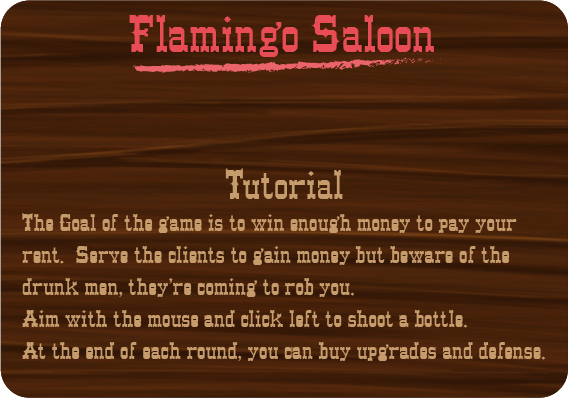 Flamingo Saloon
Tutorial
The Goal of the game is to win enough money to pay your
rent. Serve the clients to gain money but beware of the
drunk men, they're coming to rob you.
Aim with the mouse and click left to shoot a bottle.
At the end of each round, you can buy upgrades and defense.